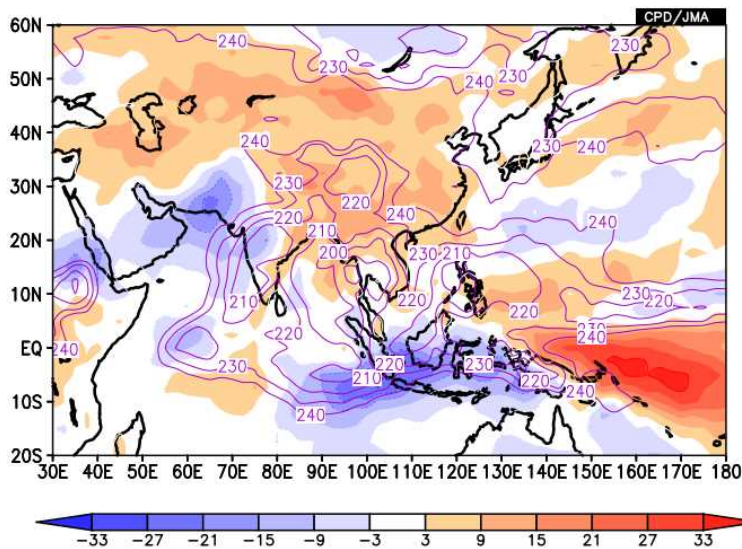 CPD/JMA
60N
240 240
230
50N 230
240
40N
240 230
240
230
30N 220
220 240 240
210
20N 230 210
200
10N 230
210 220
230
220
EQ 240
220 230
230
210 220
240
10S
240
20S
30E 40E 50E 60E 70E 80E 90E 100E 110E 120E 130E 140E 150E 160E 170E 180
-33 -27 -21 -15 -9 -3 3 9 15 21 27 33